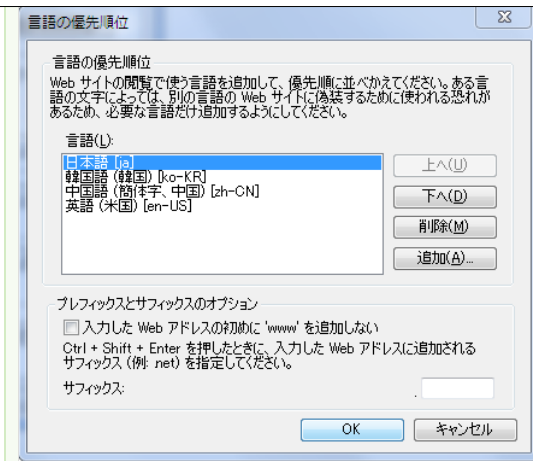 言語の優先順位
言語の優先順位
Web サイトの閲覧で使う言語を追加して、優先順に並べかえてください。ある言
語の文字によっては、別の言語の Web サイトに偽装するために使われる恐れが
あるため、必要な言語だけ追加するようにしてください。
言語(L):
日本語 [ja]
韓国語 (韓国) [ko-KR]
中国語 (簡体字、中国) [zh-CN]
英語 (米国) [en-US]
上へ(U)
下へ(D)
削除(M)
追加(A)...
プレフィックスとサフィックスのオプション
入力した Web アドレスの初めに 'www' を追加しない
Ctrl + Shift + Enter を押したときに、入力した Web アドレスに追加される
サフィックス (例: net) を指定してください。
サフィックス: .
OK
キャンセル